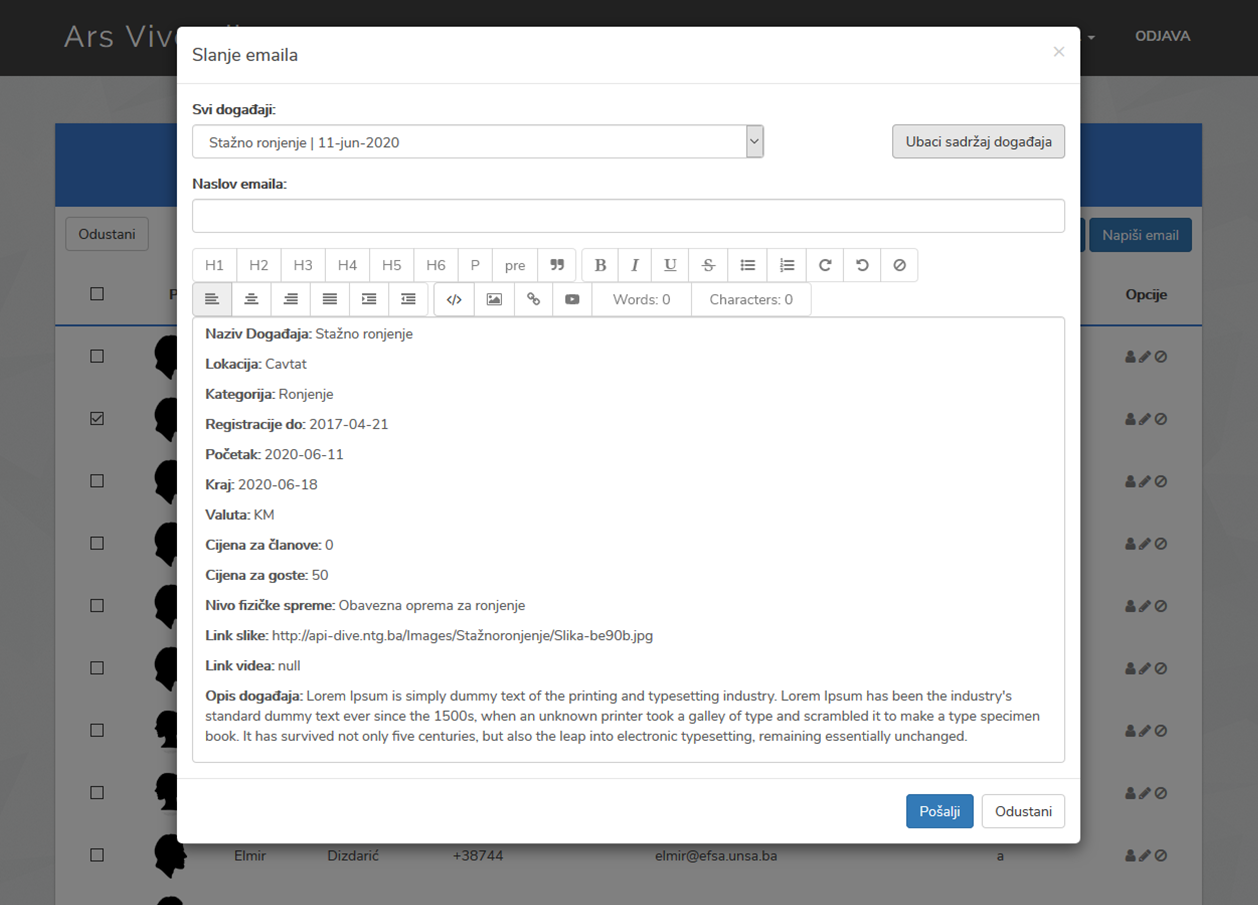 Ars Viv
ODJAVA
Slanje emaila
×
Svi događaji:
Stažno ronjenje | 11-jun-2020
Ubaci sadržaj događaja
Naslov emaila:
Odustani
Napiši email
H1 H2 H3 H4 H5 H6 P pre
B I U S
Words: 0 Characters: 0
Opcije
Naziv Događaja: Stažno ronjenje
Lokacija: Cavtat
Kategorija: Ronjenje
Registracije do: 2017-04-21
Početak: 2020-06-11
Kraj: 2020-06-18
Valuta: KM
Cijena za članove: 0
Cijena za goste: 50
Nivo fizičke spreme: Obavezna oprema za ronjenje
Link slike: http://api-dive.ntg.ba/Images/Stažnoronjenje/Slika-be90b.jpg
Link videa: null
Opis događaja: Lorem Ipsum is simply dummy text of the printing and typesetting industry. Lorem Ipsum has been the industry's
standard dummy text ever since the 1500s, when an unknown printer took a galley of type and scrambled it to make a type specimen
book. It has survived not only five centuries, but also the leap into electronic typesetting, remaining essentially unchanged.
Pošalji Odustani
Elmir Dizdarić +38744 elmir@efsa.unsa.ba a